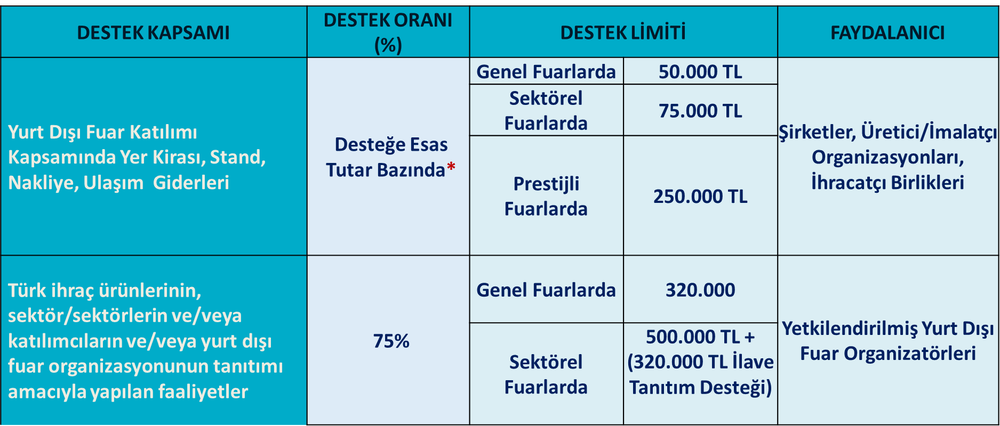 DESTEK KAPSAMI
DESTEK ORANI
(%)
DESTEK LİMİTİ
FAYDALANICI
Yurt Dışı Fuar Katılımı
Kapsamında Yer Kirası, Stand,
Nakliye, Ulaşım  Giderleri
Desteğe Esas
Tutar Bazında*
Genel Fuarlarda
50.000 TL
Sektörel
Fuarlarda
75.000 TL
Prestijli
Fuarlarda
250.000 TL
Şirketler, Üretici/İmalatçı
Organizasyonları,
İhracatçı Birlikleri
Türk ihraç ürünlerinin,
sektör/sektörlerin ve/veya
katılımcıların ve/veya yurt dışı
fuar organizasyonunun tanıtımı
amacıyla yapılan faaliyetler
75%
Genel Fuarlarda
320.000
Sektörel
Fuarlarda
500.000 TL +
(320.000 TL İlave
Tanıtım Desteği)
Yetkilendirilmiş Yurt Dışı
Fuar Organizatörleri